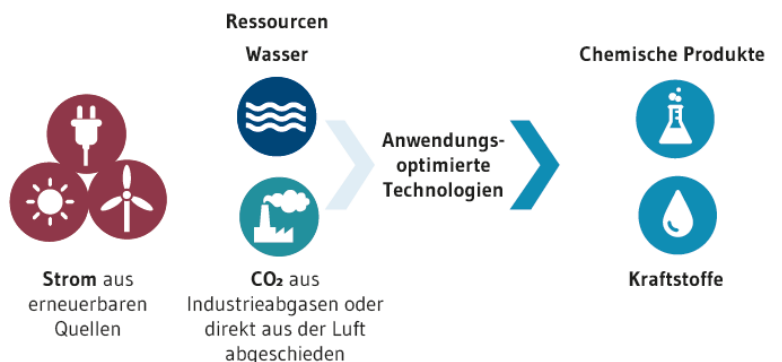 Ressourcen
Wasser
Chemische Produkte
Anwendungs-
optimierte
Technologien
Strom aus
erneuerbaren
Quellen
CO₂ aus
Industrieabgasen oder
direkt aus der Luft
abgeschieden
Kraftstoffe